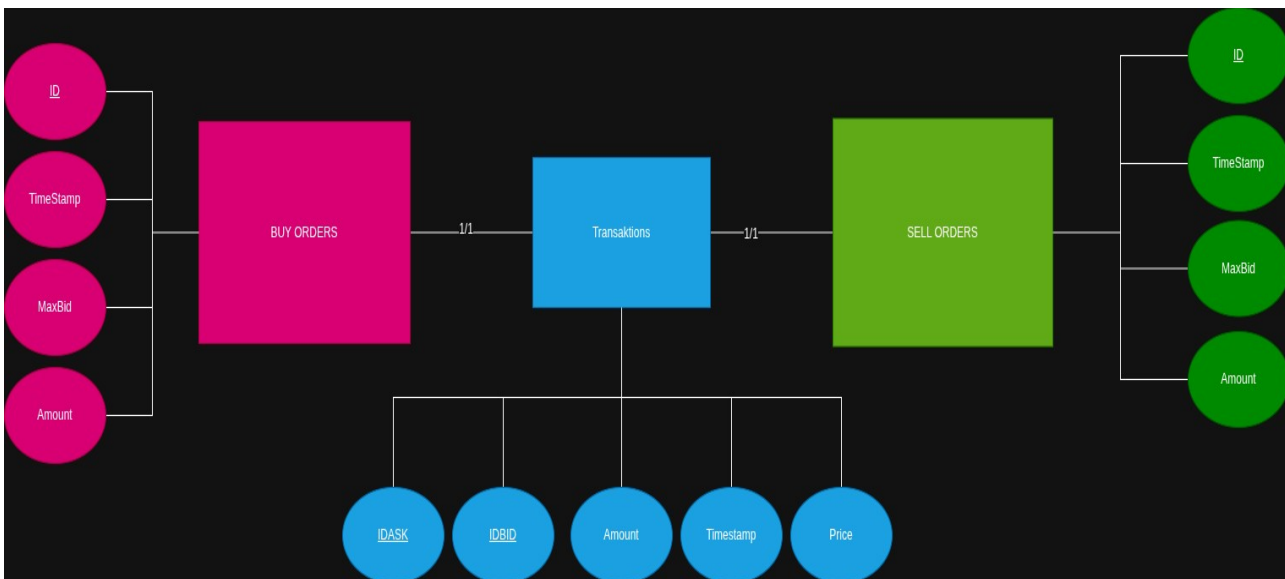 ID
TimeStamp
MaxBid
Amount
BUY ORDERS
1/1
Transaktions
1/1
SELL ORDERS
ID
TimeStamp
MaxBid
Amount
IDASK
IDBID
Amount
Timestamp
Price